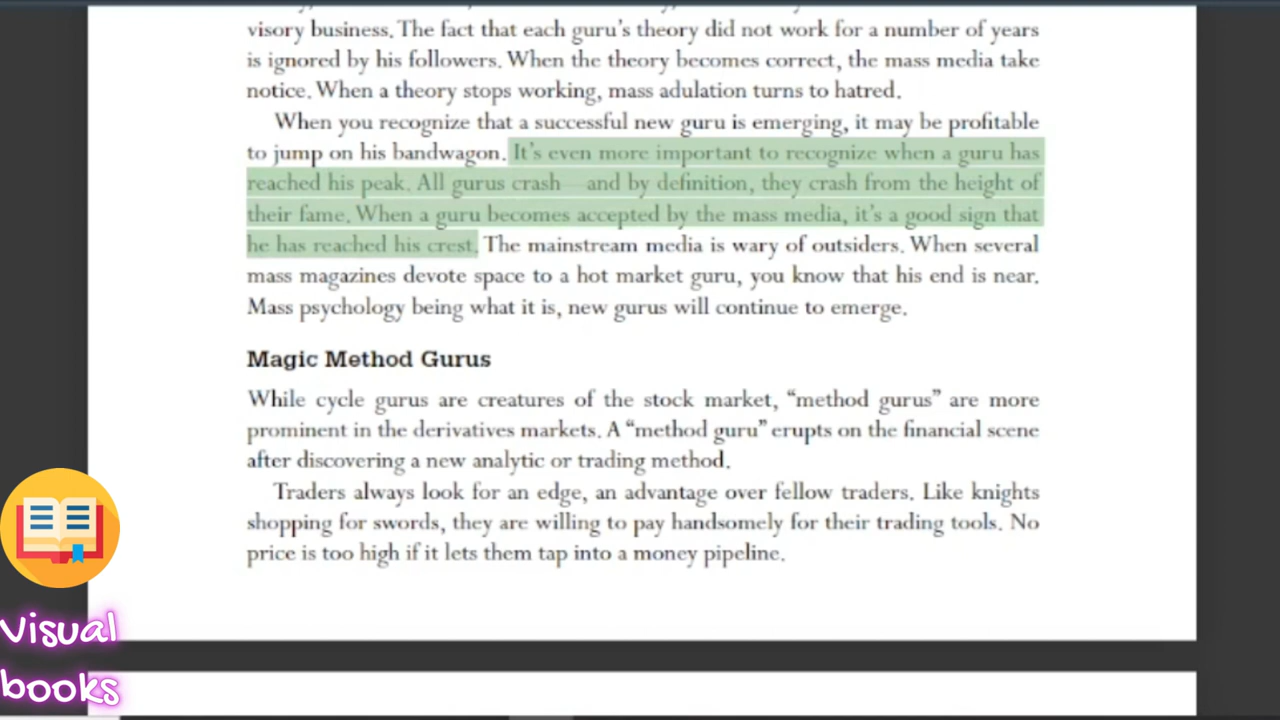 visory business. The fact that each guru's theory did not work for a number of years
is ignored by his followers. When the theory becomes correct, the mass media take
notice. When a theory stops working, mass adulation turns to hatred.
When you recognize that a successful new guru is emerging, it may be profitable
to jump on his bandwagon. It's even more important to recognize when a guru has
reached his peak. All gurus crash—and by definition, they crash from the height of
their fame. When a guru becomes accepted by the mass media, it's a good sign that
he has reached his crest. The mainstream media is wary of outsiders. When several
mass magazines devote space to a hot market guru, you know that his end is near.
Mass psychology being what it is, new gurus will continue to emerge.
Magic Method Gurus
While cycle gurus are creatures of the stock market, “method gurus” are more
prominent in the derivatives markets. A “method guru” erupts on the financial scene
after discovering a new analytic or trading method.
Traders always look for an edge, an advantage over fellow traders. Like knights
shopping for swords, they are willing to pay handsomely for their trading tools. No
price is too high if it lets them tap into a money pipeline.
Visual
books